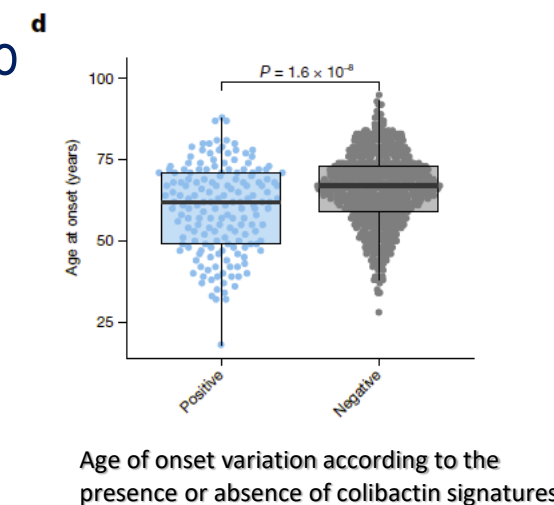 d
P = 1.6 × 10⁻⁸
100
75
50
25
Age at onset (years)
Positive
Negative
Age of onset variation according to the
presence or absence of colibactin signatures